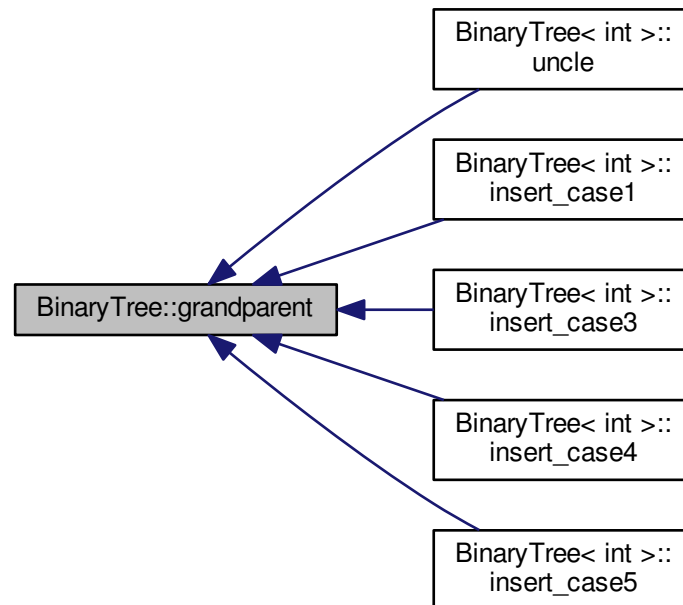 BinaryTree< int >::
uncle
BinaryTree< int >::
insert_case1
BinaryTree::grandparent
BinaryTree< int >::
insert_case3
BinaryTree< int >::
insert_case4
BinaryTree< int >::
insert_case5